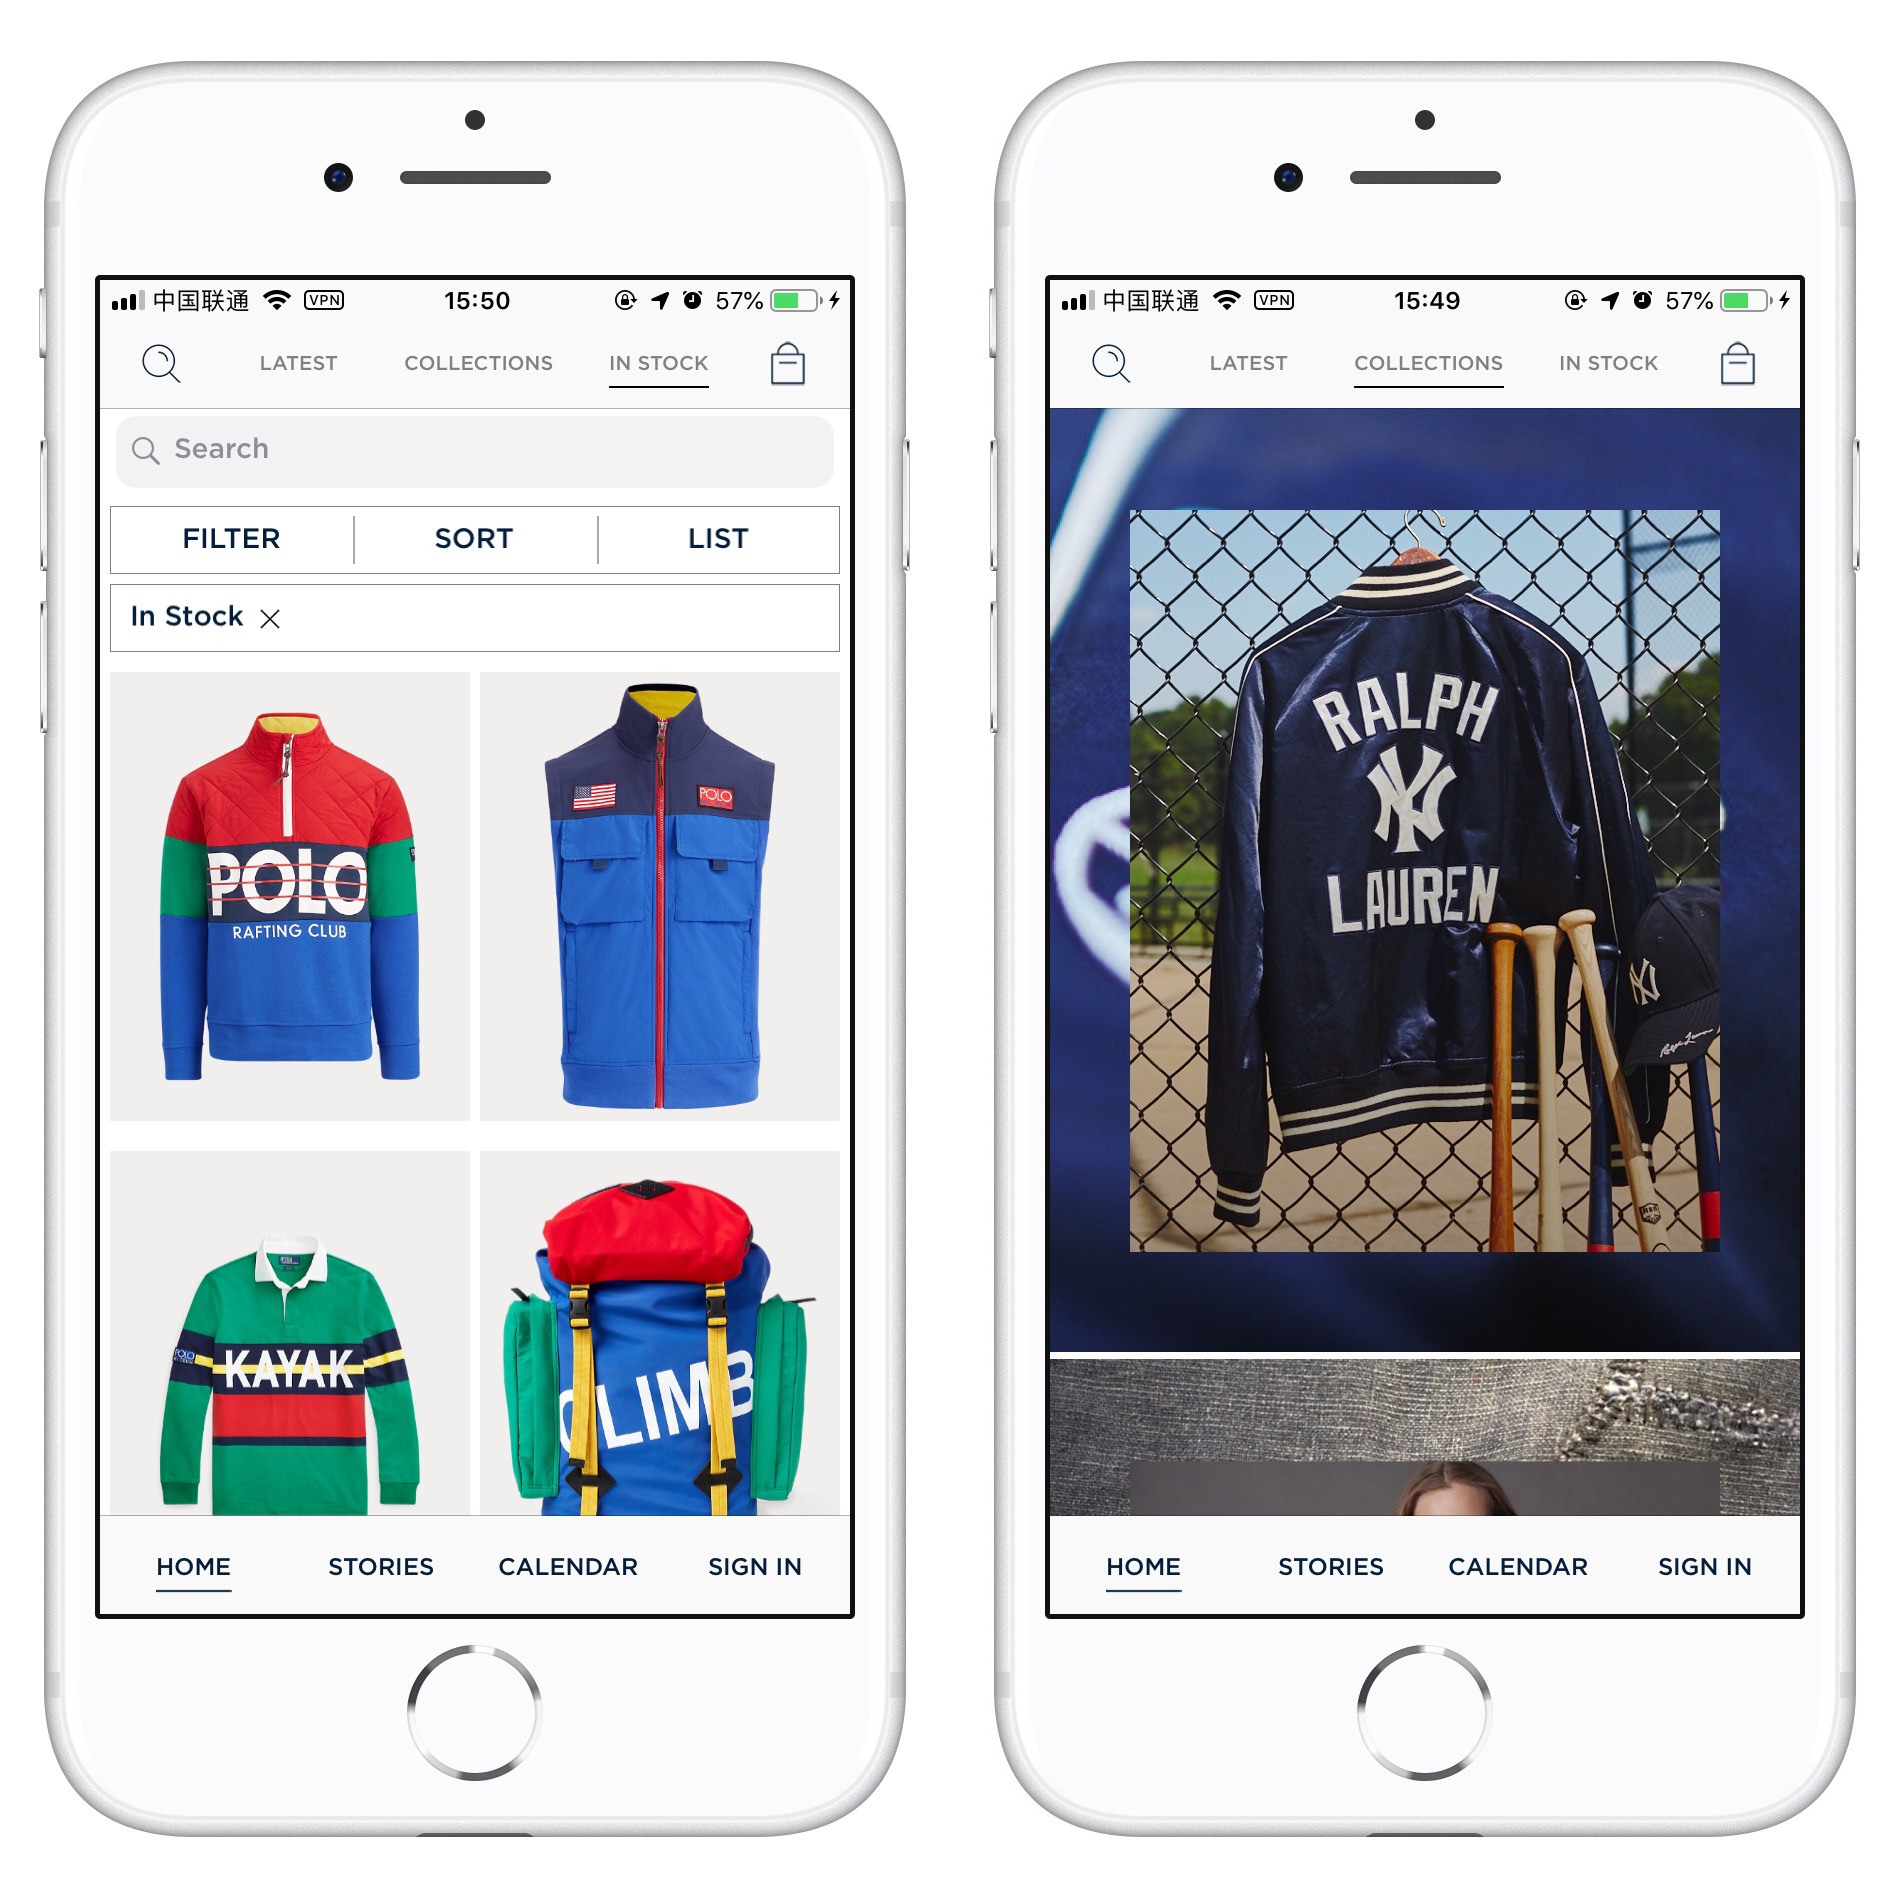 中国联通 VPN 15:50 57%
LATEST COLLECTIONS IN STOCK
Search
FILTER SORT LIST
In Stock
POLO
RAFTING CLUB
POLO
KAYAK
POLO
CLIMB
HOME STORIES CALENDAR SIGN IN
中国联通 VPN 15:49 57%
LATEST COLLECTIONS IN STOCK
RALPH
NY
LAUREN
NY
HOME STORIES CALENDAR SIGN IN